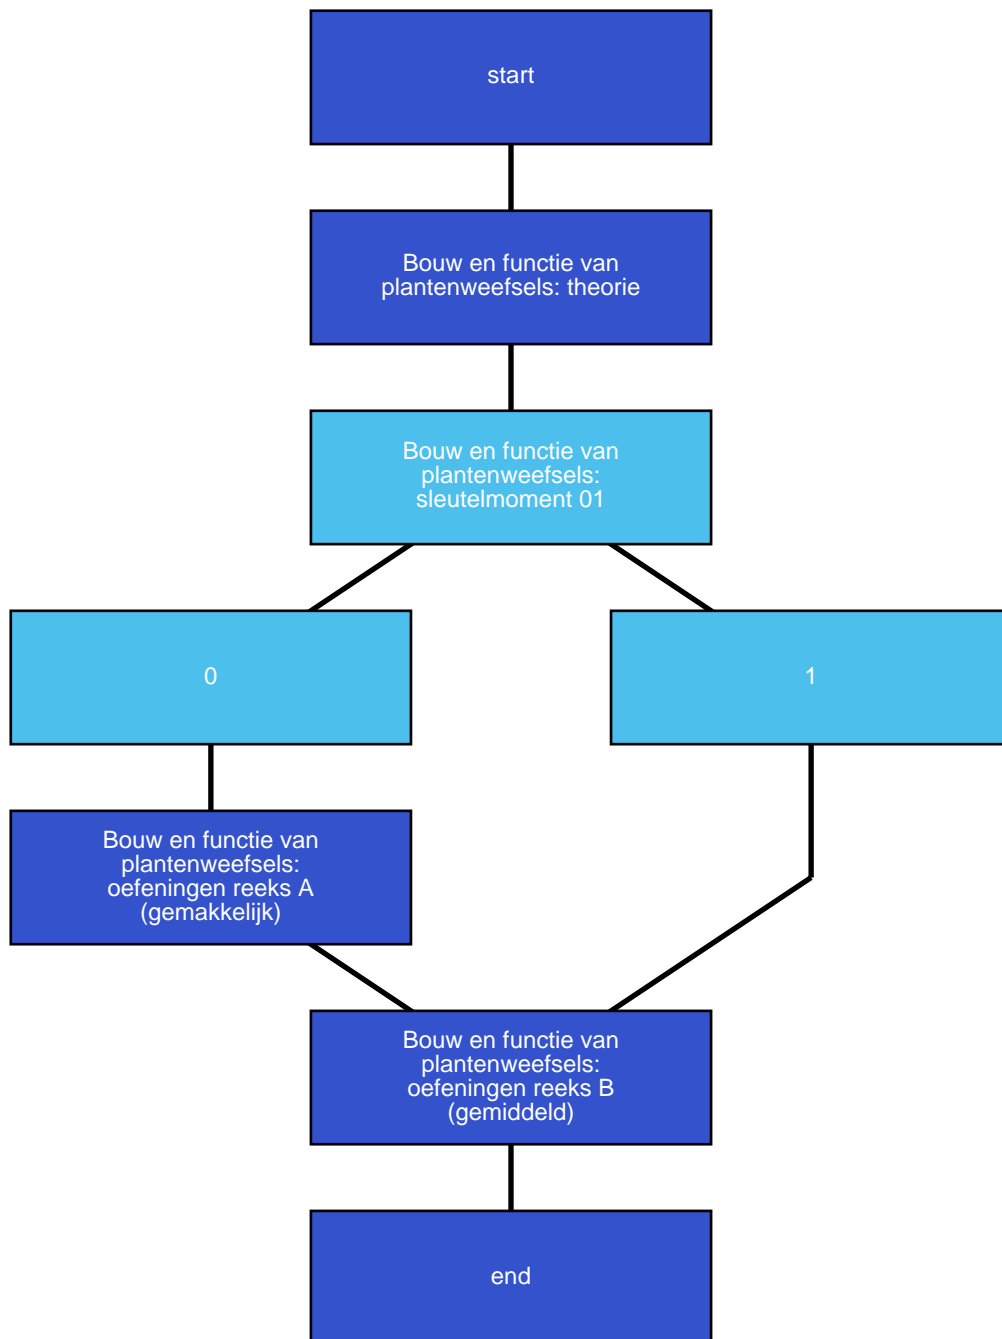 start
Bouw en functie van
plantenweefsels: theorie
Bouw en functie van
plantenweefsels:
sleutelmoment 01
0
1
Bouw en functie van
plantenweefsels:
oefeningen reeks A
(gemakkelijk)
Bouw en functie van
plantenweefsels:
oefeningen reeks B
(gemiddeld)
end